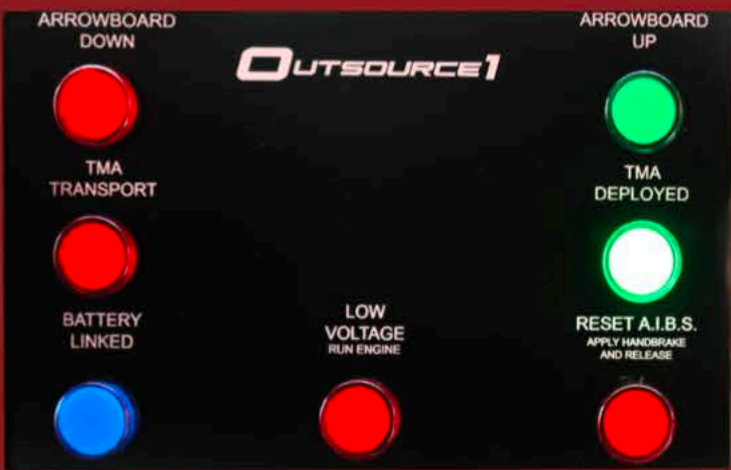 ARROWBOARD
DOWN
OUTSOURCE1
ARROWBOARD
UP
TMA
TRANSPORT
TMA
DEPLOYED
BATTERY
LINKED
LOW
VOLTAGE
RUN ENGINE
RESET A.I.B.S.
APPLY HANDBRAKE
AND RELEASE